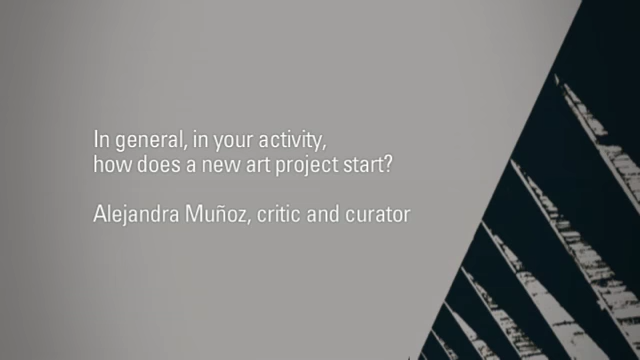 In general, in your activity,
how does a new art project start?
Alejandra Muñoz, critic and curator